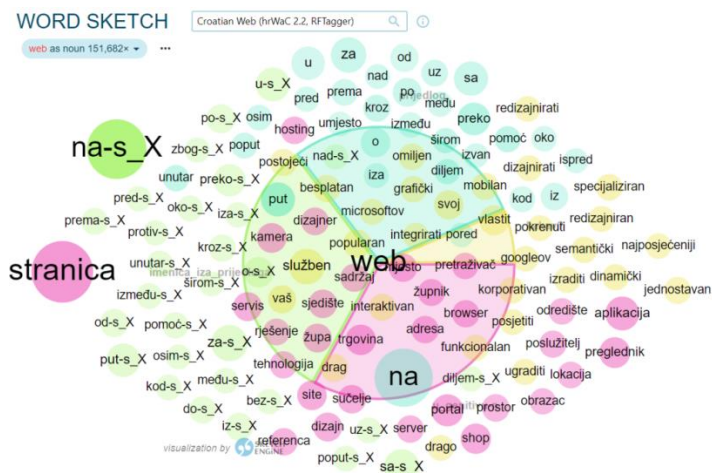 WORD SKETCH
Croatian Web (hrWaC 2.2, RFTagger)
web as noun 151,682×
u
za
od
nad
uz
sa
u-s_X
pred
prema
po
prijedlog
kroz
među
preko
redizajnirati
po-s_X
osim
hosting
umjesto
između
na-s_X
zbog-s_X
poput
postojeći
nad-s_X
o
omiljen
širom
izvan
dizajnirati
pomoć
oko
unutar
preko-s_X
besplatan
iza
grafički
diljem
mobilan
ispred
pred-s_X
oko-s_X
iza-s_X
put
dizajner
microsoftov
svoj
vlastit
kod
iz
specijaliziran
prema-s_X
protiv-s_X
kamera
popularan
integrirati
pored
pokrenuti
redizajniran
kroz-s_X
semantički
najposjećeniji
stranica
unutar-s_X
imenica_iza_prije
o-s_X
služben
sadržaj
web
mjesto
pretraživač
googleov
izraditi
dinamički
između-s_X
širom-s_X
vaš
sjedište
interaktivan
župnik
korporativan
jednostavan
od-s_X
pomoć-s_X
servis
rješenje
župa
trgovina
adresa
browser
posjetiti
odredište
aplikacija
put-s_X
osim-s_X
za-s_X
tehnologija
drag
funkcionalan
poslužitelj
preglednik
kod-s_X
među-s_X
na
diljem-s_X
ugraditi
lokacija
do-s_X
bez-s_X
site
sučelje
portal
prostor
obrazac
iz-s_X
referenca
dizajn
uz-s_X
server
drago
shop
poput-s_X
sa-s_X
visualization by
ENGINE